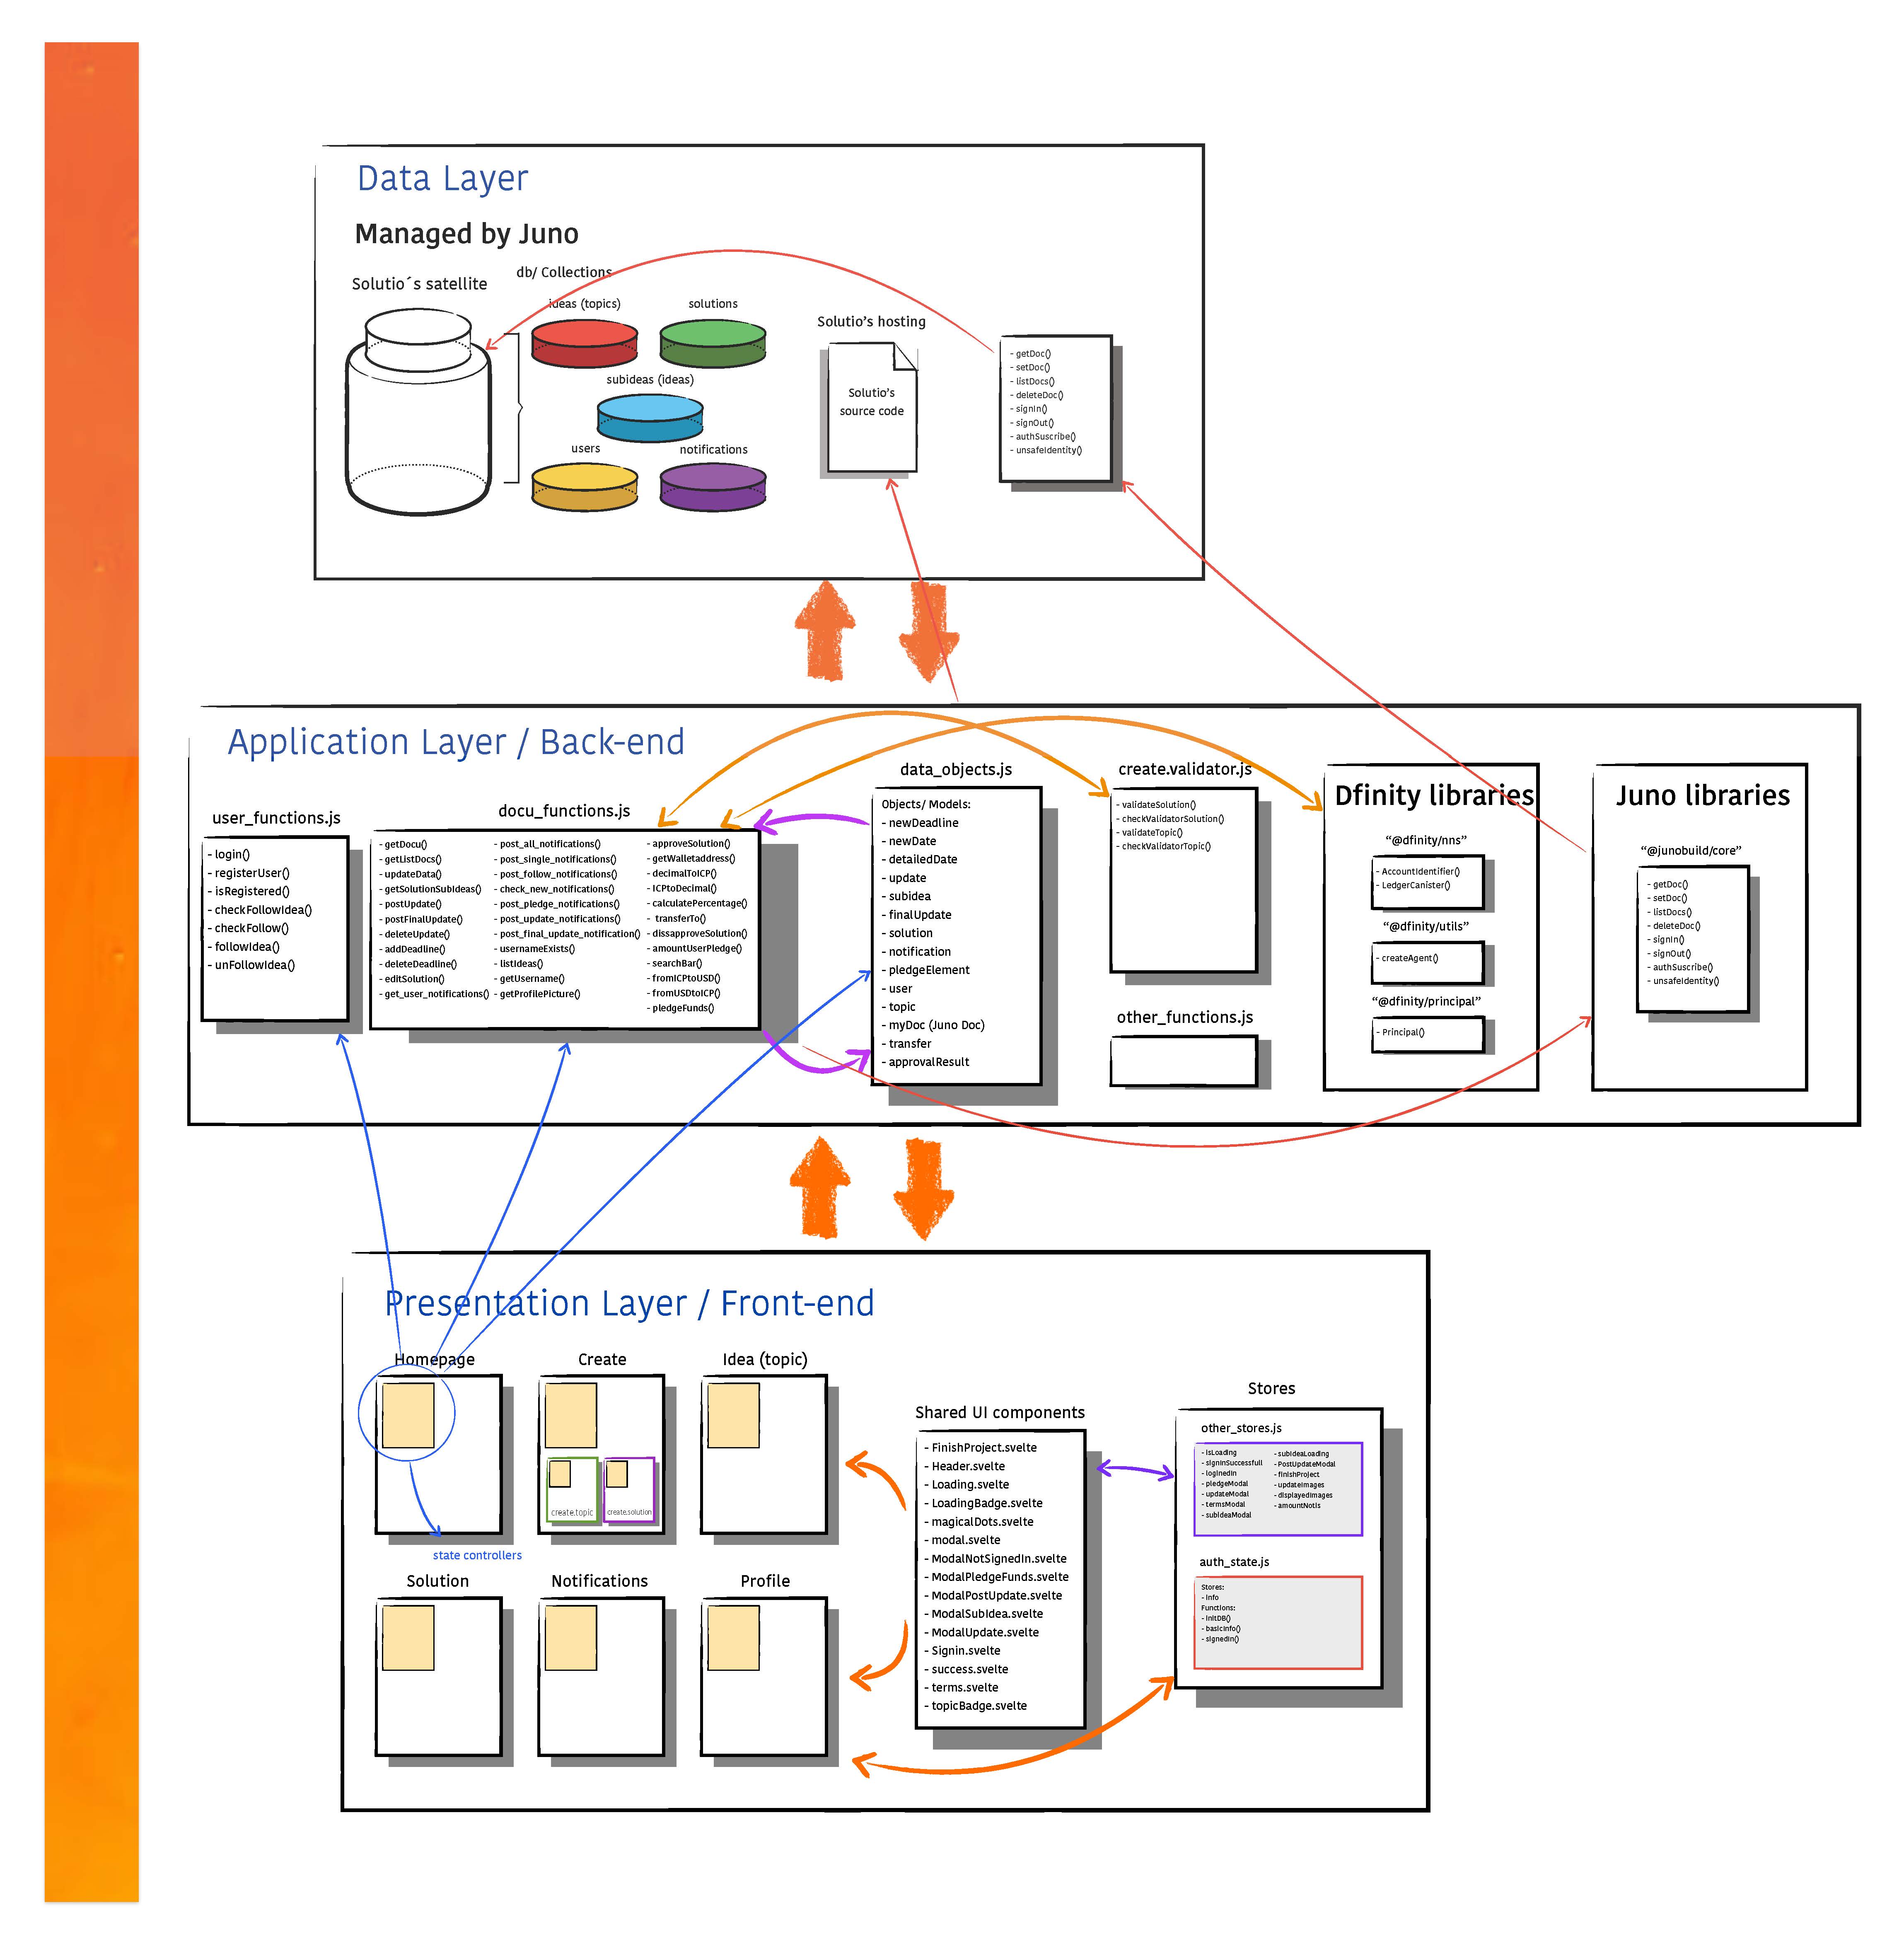 Data Layer
Managed by Juno
Solutio´s satellite
db/ Collections
ideas (topics)
solutions
subideas (ideas)
users
notifications
Solutio's hosting
Solutio's
source code
- getDoc()
- setDoc()
- listDocs()
- deleteDoc()
- signIn()
- signOut()
- authSuscribe()
- unsafeIdentity()
Application Layer / Back-end
user_functions.js
- login()
- registerUser()
- isRegistered()
- checkFollowIdea()
- checkFollow()
- followIdea()
- unFollowIdea()
docu_functions.js
- getDocu()
- getListDocs()
- updateData()
- getSolutionSubIdeas()
- postUpdate()
- postFinalUpdate()
- deleteUpdate()
- addDeadline()
- deleteDeadline()
- editSolution()
- get_user_notifications()
- post_all_notifications()
- post_single_notifications()
- post_follow_notifications()
- check_new_notifications()
- post_pledge_notifications()
- post_update_notifications()
- post_final_update_notification()
- usernameExists()
- listIdeas()
- getUsername()
- getProfilePicture()
- approveSolution()
- getWalletaddress()
- decimalToICP()
- ICPtoDecimal()
- calculatePercentage()
- transferTo()
- dissapproveSolution()
- amountUserPledge()
- searchBar()
- fromICPtoUSD()
- fromUSDtoICP()
- pledgeFunds()
data_objects.js
Objects/ Models:
- newDeadline
- newDate
- detailedDate
- update
- subidea
- finalUpdate
- solution
- notification
- pledgeElement
- user
- topic
- myDoc (Juno Doc)
- transfer
- approvalResult
create.validator.js
- validateSolution()
- checkValidatorSolution()
- validateTopic()
- checkValidatorTopic()
other_functions.js
Dfinity libraries
“@dfinity/nns”
- AccountIdentifier()
- LedgerCanister()
“@dfinity/utils”
- createAgent()
“@dfinity/principal”
- Principal()
Juno libraries
“@junobuild/core”
- getDoc()
- setDoc()
- listDocs()
- deleteDoc()
- signIn()
- signOut()
- authSuscribe()
- unsafeIdentity()
Presentation Layer / Front-end
Homepage
Create
Idea (topic)
create.topic
create.solution
state controllers
Solution
Notifications
Profile
Shared UI components
- FinishProject.svelte
- Header.svelte
- Loading.svelte
- LoadingBadge.svelte
- magicalDots.svelte
- modal.svelte
- ModalNotSignedIn.svelte
- ModalPledgeFunds.svelte
- ModalPostUpdate.svelte
- ModalSubIdea.svelte
- ModalUpdate.svelte
- Signin.svelte
- success.svelte
- terms.svelte
- topicBadge.svelte
Stores
other_stores.js
- isLoading
- signinSuccessfull
- loginedin
- pledgeModal
- updateModal
- termsModal
- subIdeaModal
- subIdeaLoading
- PostUpdateModal
- finishProject
- updateImages
- displayedImages
- amountNotis
auth_state.js
Stores:
- info
Functions:
- initDB()
- basicInfo()
- signedIn()